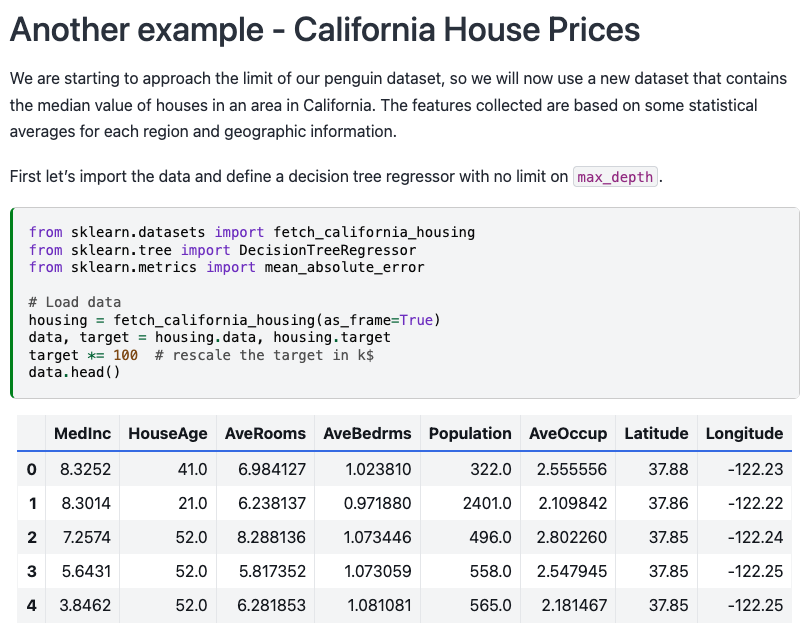 Another example - California House Prices
We are starting to approach the limit of our penguin dataset, so we will now use a new dataset that contains
the median value of houses in an area in California. The features collected are based on some statistical
averages for each region and geographic information.
First let’s import the data and define a decision tree regressor with no limit on max_depth.
from sklearn.datasets import fetch_california_housing
from sklearn.tree import DecisionTreeRegressor
from sklearn.metrics import mean_absolute_error
# Load data
housing = fetch_california_housing(as_frame=True)
data, target = housing.data, housing.target
target *= 100  # rescale the target in k$
data.head()
MedInc HouseAge AveRooms AveBedrms Population AveOccup Latitude Longitude
0 8.3252 41.0 6.984127 1.023810 322.0 2.555556 37.88 -122.23
1 8.3014 21.0 6.238137 0.971880 2401.0 2.109842 37.86 -122.22
2 7.2574 52.0 8.288136 1.073446 496.0 2.802260 37.85 -122.24
3 5.6431 52.0 5.817352 1.073059 558.0 2.547945 37.85 -122.25
4 3.8462 52.0 6.281853 1.081081 565.0 2.181467 37.85 -122.25